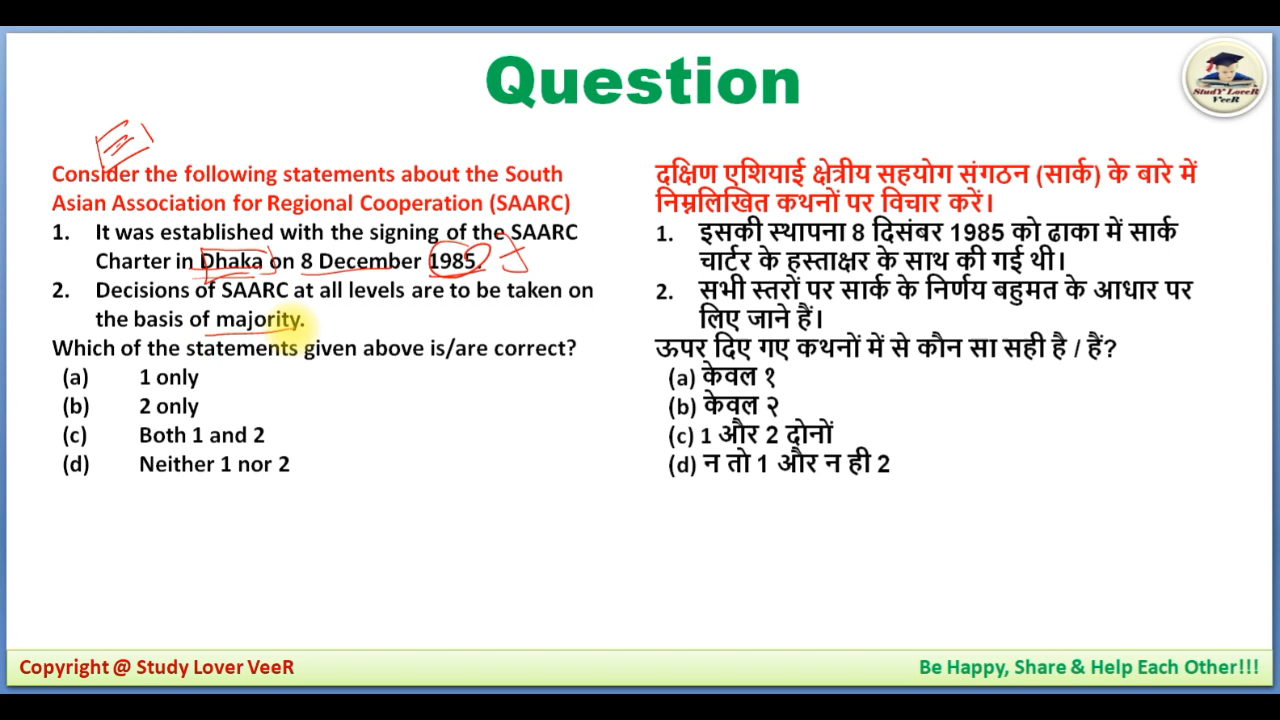 Question
StudY LoveR
VeeR
Consider the following statements about the South
Asian Association for Regional Cooperation (SAARC)
1. It was established with the signing of the SAARC
Charter in Dhaka on 8 December 1985.
2. Decisions of SAARC at all levels are to be taken on
the basis of majority.
Which of the statements given above is/are correct?
(a) 1 only
(b) 2 only
(c) Both 1 and 2
(d) Neither 1 nor 2
दक्षिण एशियाई क्षेत्रीय सहयोग संगठन (सार्क) के बारे में
निम्नलिखित कथनों पर विचार करें।
1. इसकी स्थापना 8 दिसंबर 1985 को ढाका में सार्क
चार्टर के हस्ताक्षर के साथ की गई थी।
2. सभी स्तरों पर सार्क के निर्णय बहुमत के आधार पर
लिए जाने हैं।
ऊपर दिए गए कथनों में से कौन सा सही है / हैं?
(a) केवल १
(b) केवल २
(c) 1 और 2 दोनों
(d) न तो 1 और न ही 2
Copyright @ Study Lover VeeR
Be Happy, Share & Help Each Other!!!